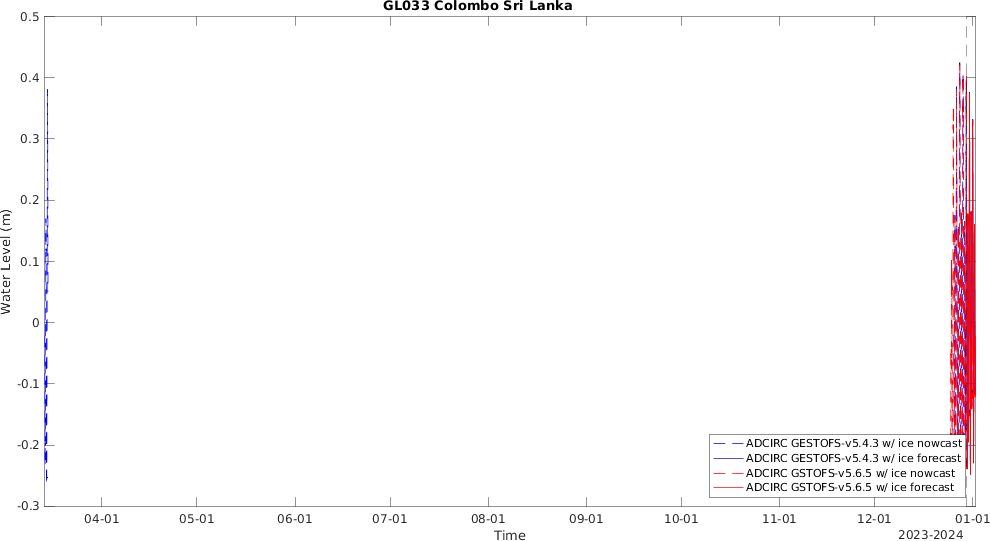 GL033 Colombo Sri Lanka
0.5
0.4
0.3
0.2
0.1
0
-0.1
-0.2
-0.3
Water Level (m)
ADCIRC GESTOFS-v5.4.3 w/ ice nowcast
ADCIRC GESTOFS-v5.4.3 w/ ice forecast
ADCIRC GSTOFS-v5.6.5 w/ ice nowcast
ADCIRC GSTOFS-v5.6.5 w/ ice forecast
04-01 05-01 06-01 07-01 08-01 09-01 10-01 11-01 12-01 01-01
Time
2023-2024